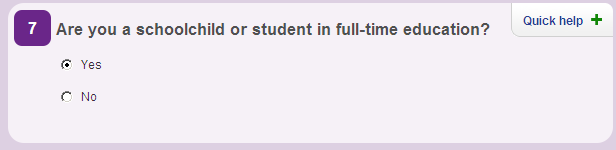 7 Are you a schoolchild or student in full-time education?
Quick help
Yes
No